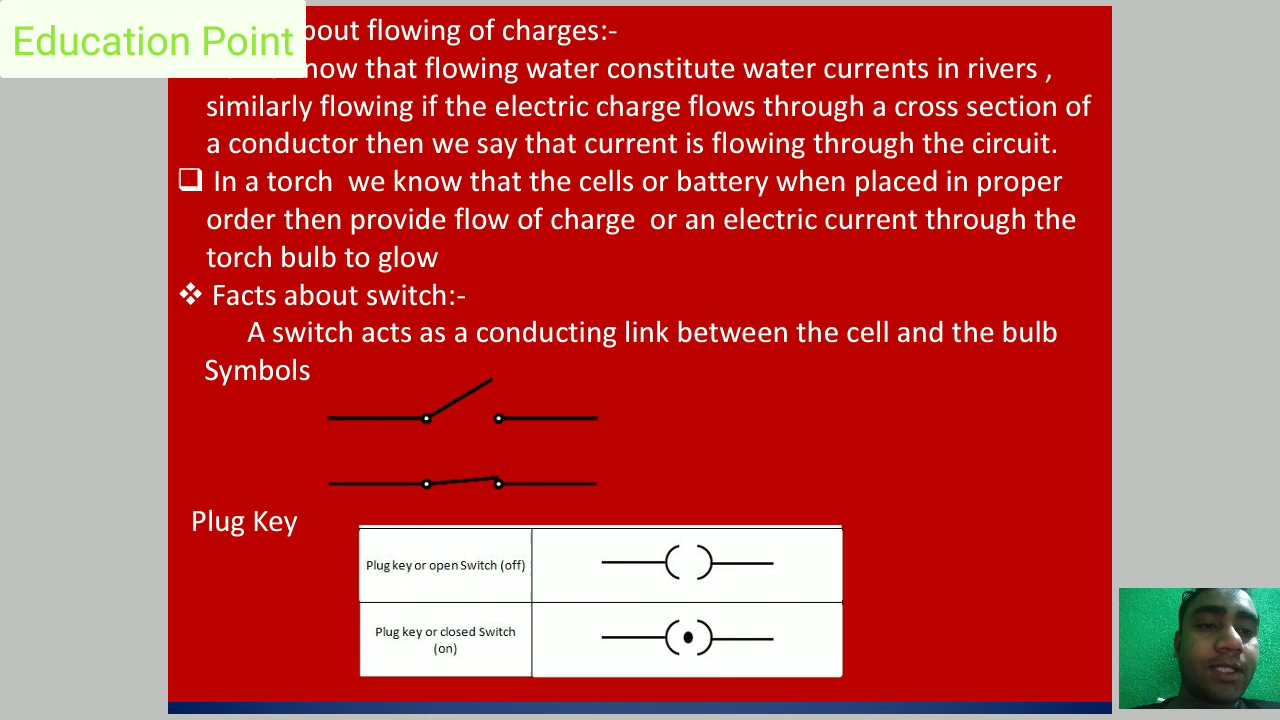 Education Point
bout flowing of charges:-
now that flowing water constitute water currents in rivers ,
similarly flowing if the electric charge flows through a cross section of
a conductor then we say that current is flowing through the circuit.
In a torch we know that the cells or battery when placed in proper
order then provide flow of charge or an electric current through the
torch bulb to glow
Facts about switch:-
A switch acts as a conducting link between the cell and the bulb
Symbols
Plug Key
Plug key or open Switch (off)
Plug key or closed Switch
(on)